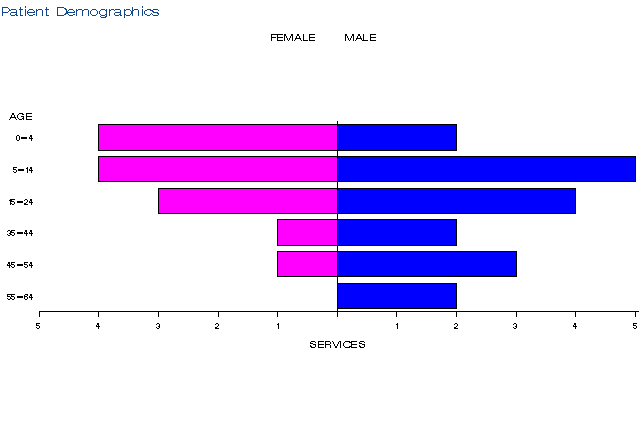 Patient Demographics
FEMALE MALE
AGE
0-4
5-14
15-24
35-44
45-54
55-64
5 4 3 2 1 1 2 3 4 5
SERVICES